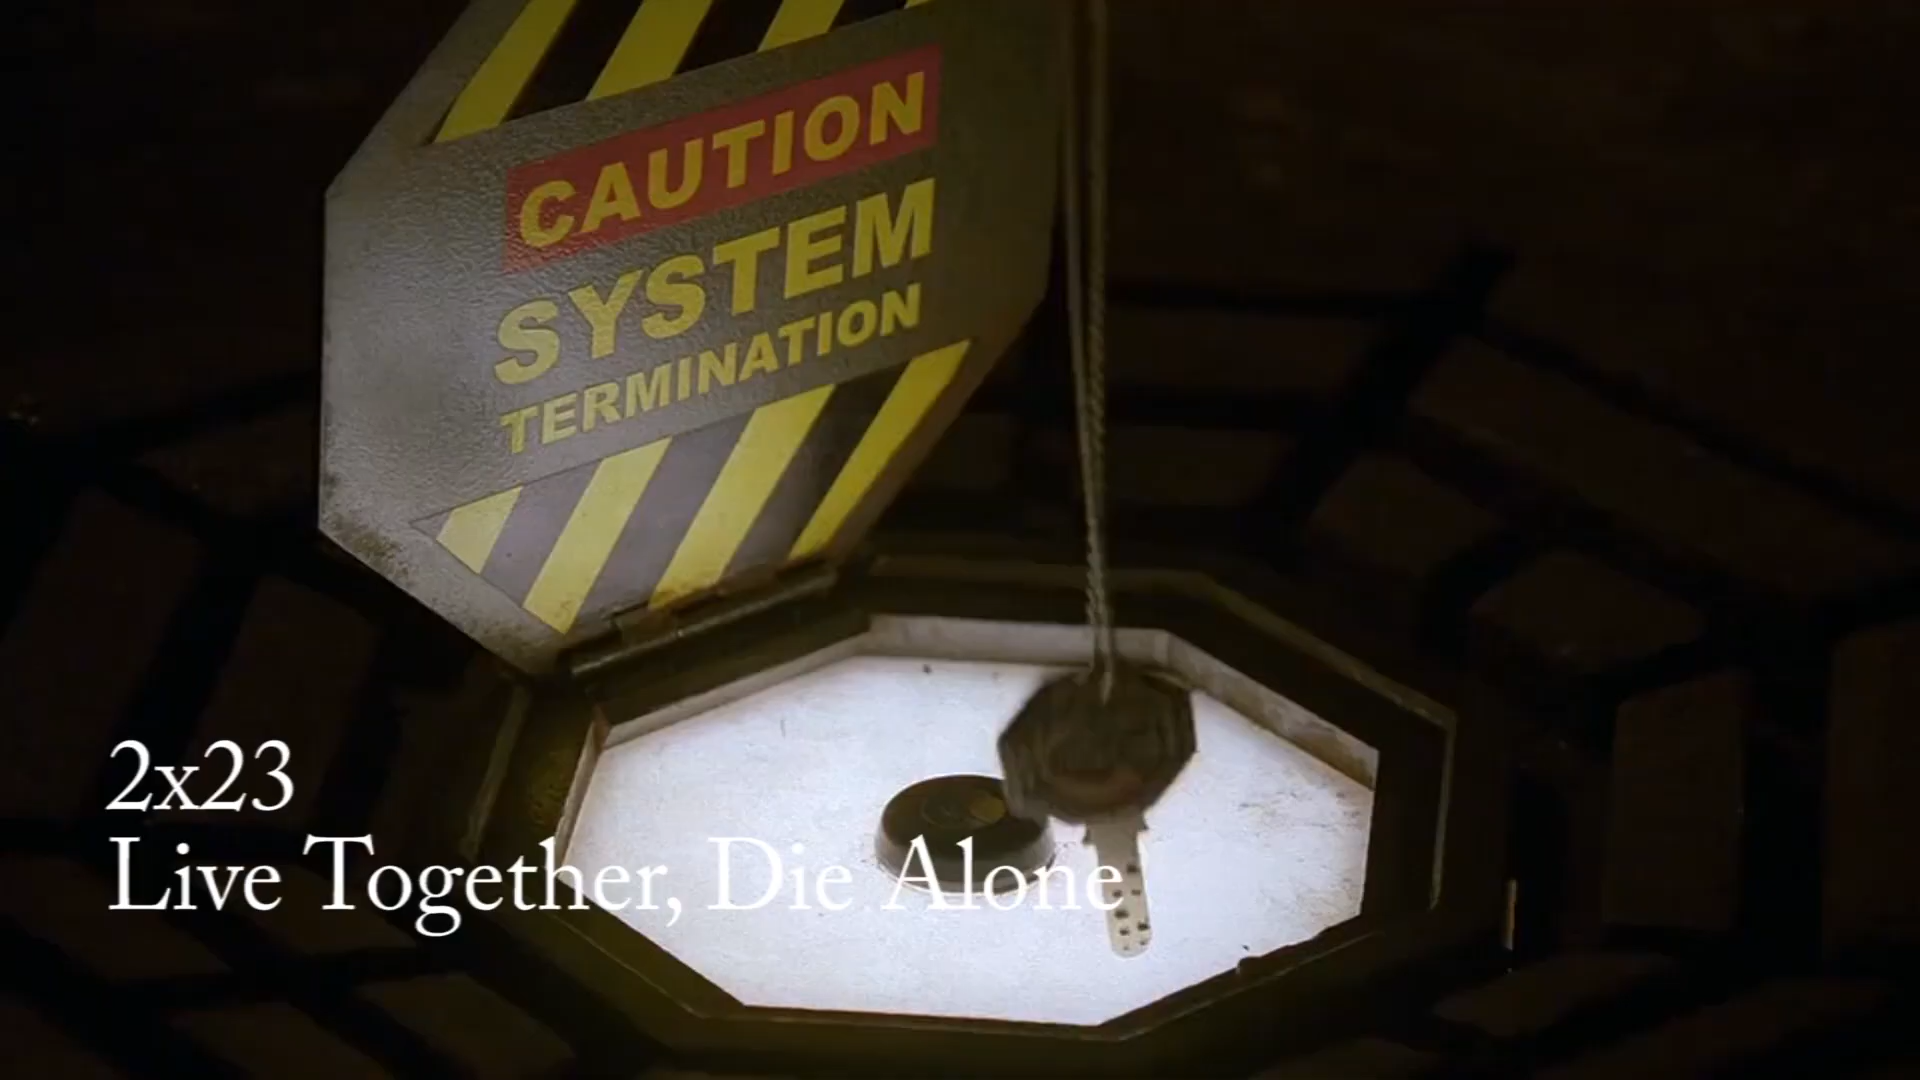 CAUTION
SYSTEM
TERMINATION
2x23
Live Together, Die Alone